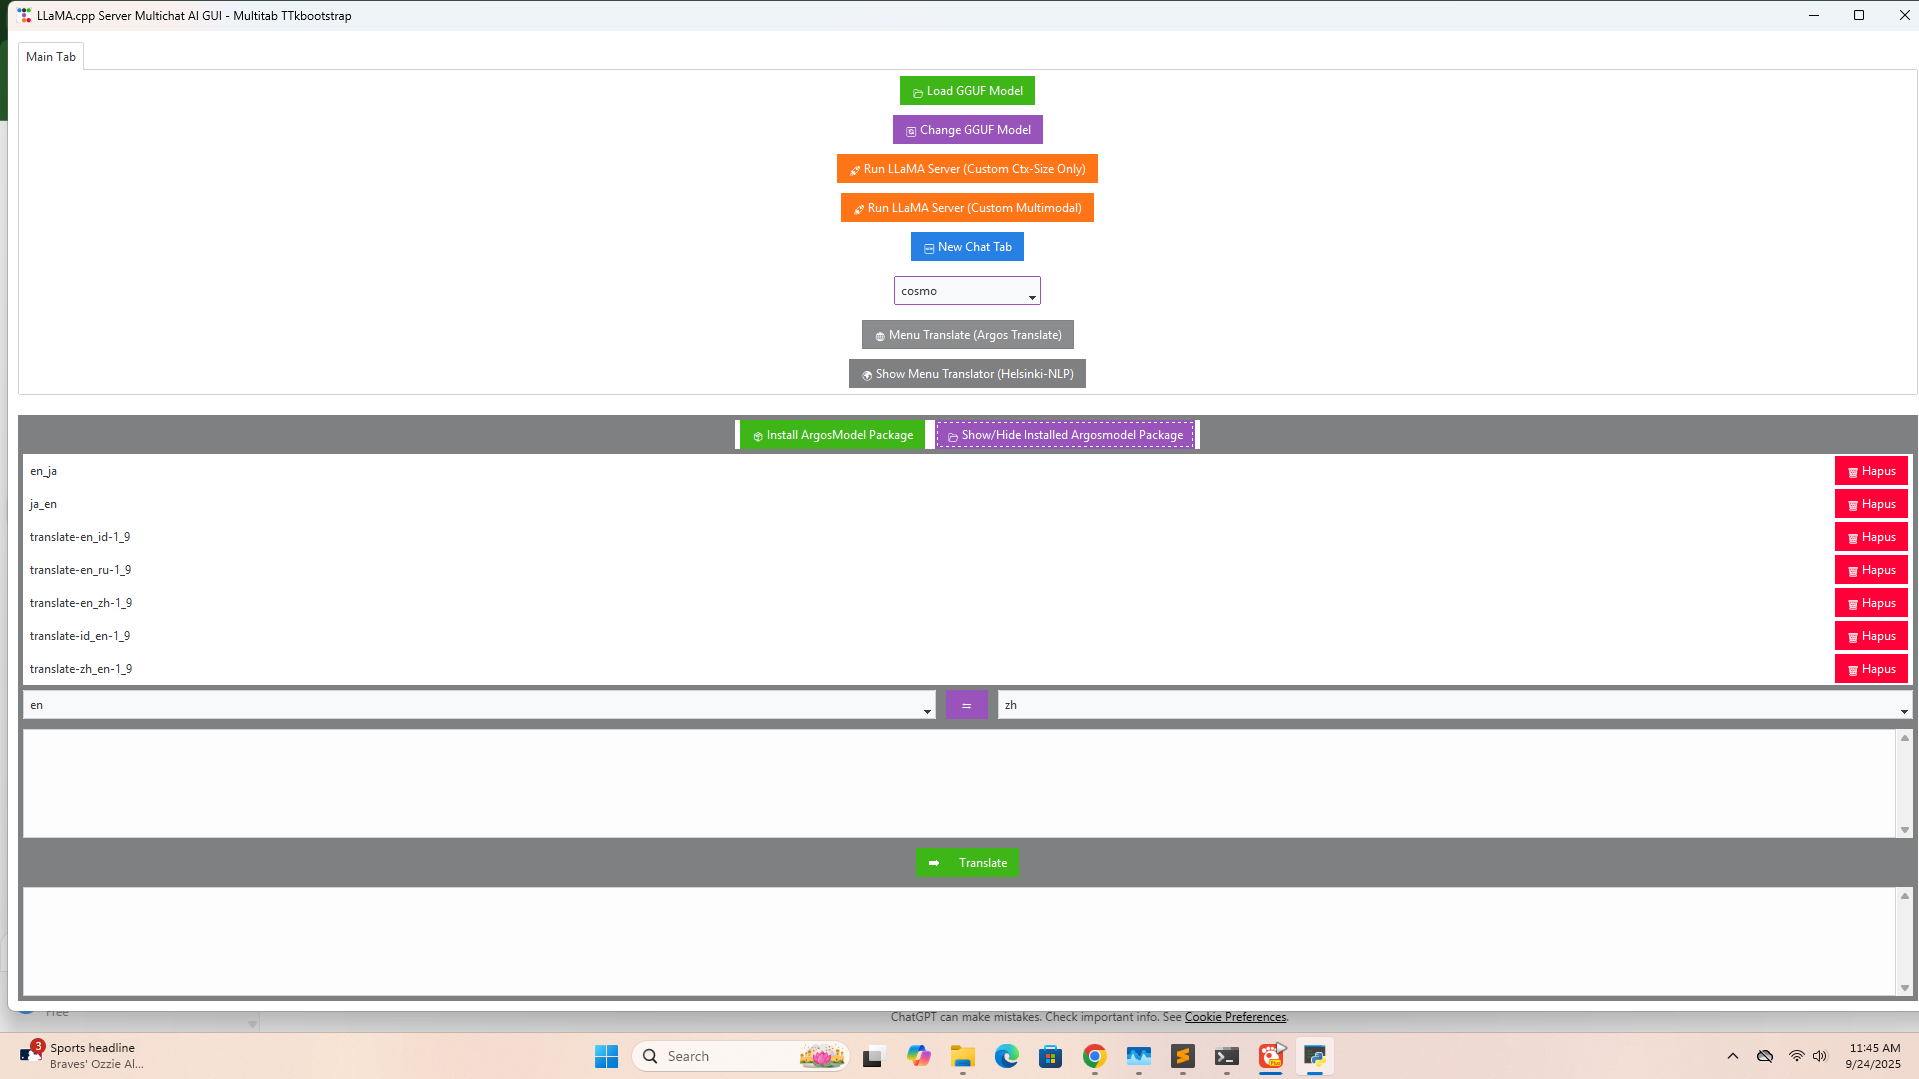 LLaMA.cpp Server Multichat AI GUI - Multitab TTkbootstrap
Main Tab
Load GGUF Model
Change GGUF Model
Run LLaMA Server (Custom Ctx-Size Only)
Run LLaMA Server (Custom Multimodal)
New Chat Tab
cosmo
Menu Translate (Argos Translate)
Show Menu Translator (Helsinki-NLP)
Install ArgosModel Package
Show/Hide Installed Argosmodel Package
en_ja
Hapus
ja_en
Hapus
translate-en_id-1_9
Hapus
translate-en_ru-1_9
Hapus
translate-en_zh-1_9
Hapus
translate-id_en-1_9
Hapus
translate-zh_en-1_9
Hapus
en
zh
Translate
Free
ChatGPT can make mistakes. Check important info. See Cookie Preferences.
3
Sports headline
Braves' Ozzie Al...
Search
11:45 AM
9/24/2025